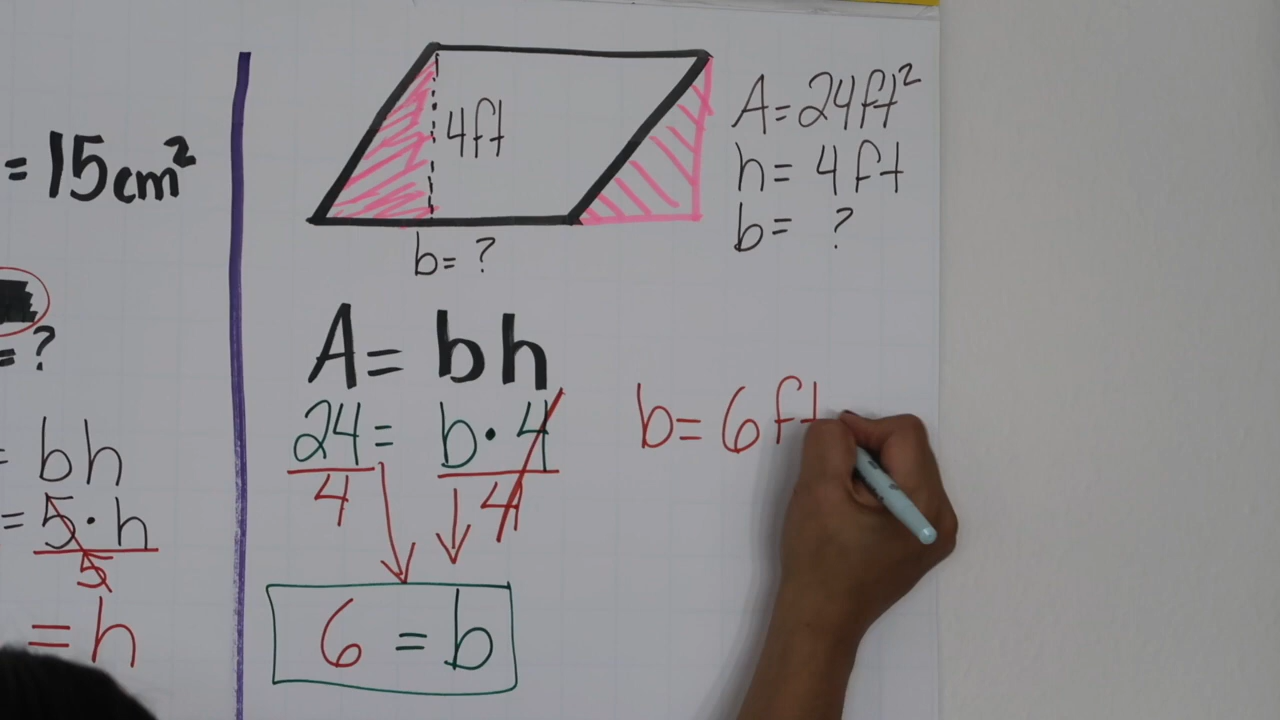 = 15cm²
= ?
= bh
= 5·h
5
= h
4ft
b= ?
A=24ft²
h= 4ft
b= ?
A= bh
24= b·4
4 4
6 = b
b= 6ft